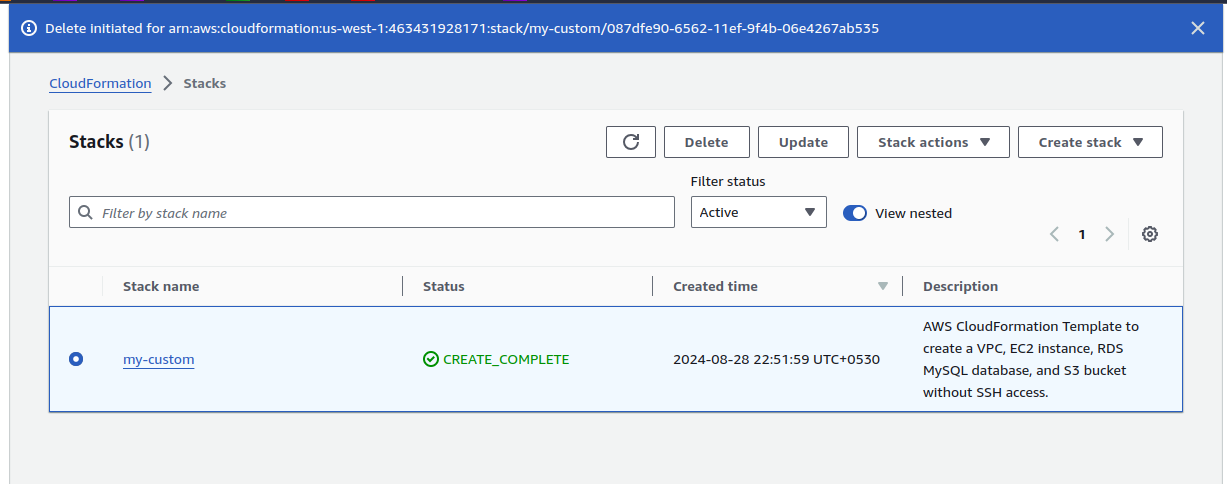 Delete initiated for arn:aws:cloudformation:us-west-1:463431928171:stack/my-custom/087dfe90-6562-11ef-9f4b-06e4267ab535
CloudFormation > Stacks
Stacks (1)
Delete
Update
Stack actions
Create stack
Filter status
Filter by stack name
Active
View nested
1
Stack name
Status
Created time
Description
my-custom
CREATE_COMPLETE
2024-08-28 22:51:59 UTC+0530
AWS CloudFormation Template to
create a VPC, EC2 instance, RDS
MySQL database, and S3 bucket
without SSH access.